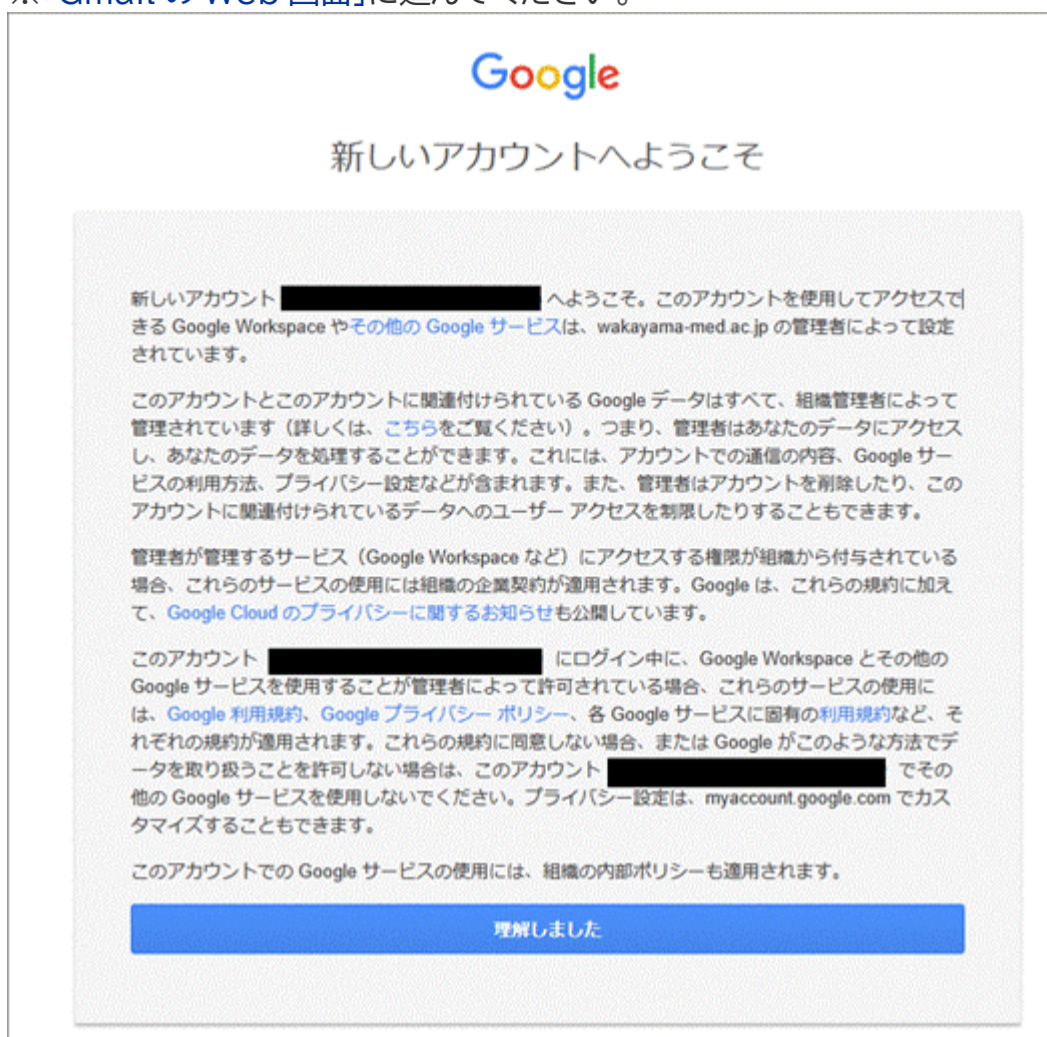 ※「Gmail の Web 画面」に進んでください。
Google
新しいアカウントへようこそ
新しいアカウント へようこそ。このアカウントを使用してアクセスで
きる Google Workspace やその他の Google サービスは、wakayama-med.ac.jp の管理者によって設定
されています。
このアカウントとこのアカウントに関連付けられている Google データはすべて、組織管理者によって
管理されています（詳しくは、こちらをご覧ください）。つまり、管理者はあなたのデータにアクセス
し、あなたのデータを処理することができます。これには、アカウントでの通信の内容、Google サー
ビスの利用方法、プライバシー設定などが含まれます。また、管理者はアカウントを削除したり、この
アカウントに関連付けられているデータへのユーザー アクセスを制限したりすることもできます。
管理者が管理するサービス（Google Workspace など）にアクセスする権限が組織から付与されている
場合、これらのサービスの使用には組織の企業契約が適用されます。Google は、これらの規約に加え
て、Google Cloud のプライバシーに関するお知らせも公開しています。
このアカウント にログイン中に、Google Workspace とその他の
Google サービスを使用することが管理者によって許可されている場合、これらのサービスの使用に
は、Google 利用規約、Google プライバシー ポリシー、各 Google サービスに固有の利用規約など、そ
れぞれの規約が適用されます。これらの規約に同意しない場合、または Google がこのような方法でデ
ータを取り扱うことを許可しない場合は、このアカウント でその
他の Google サービスを使用しないでください。プライバシー設定は、myaccount.google.com でカス
タマイズすることもできます。
このアカウントでの Google サービスの使用には、組織の内部ポリシーも適用されます。
理解しました